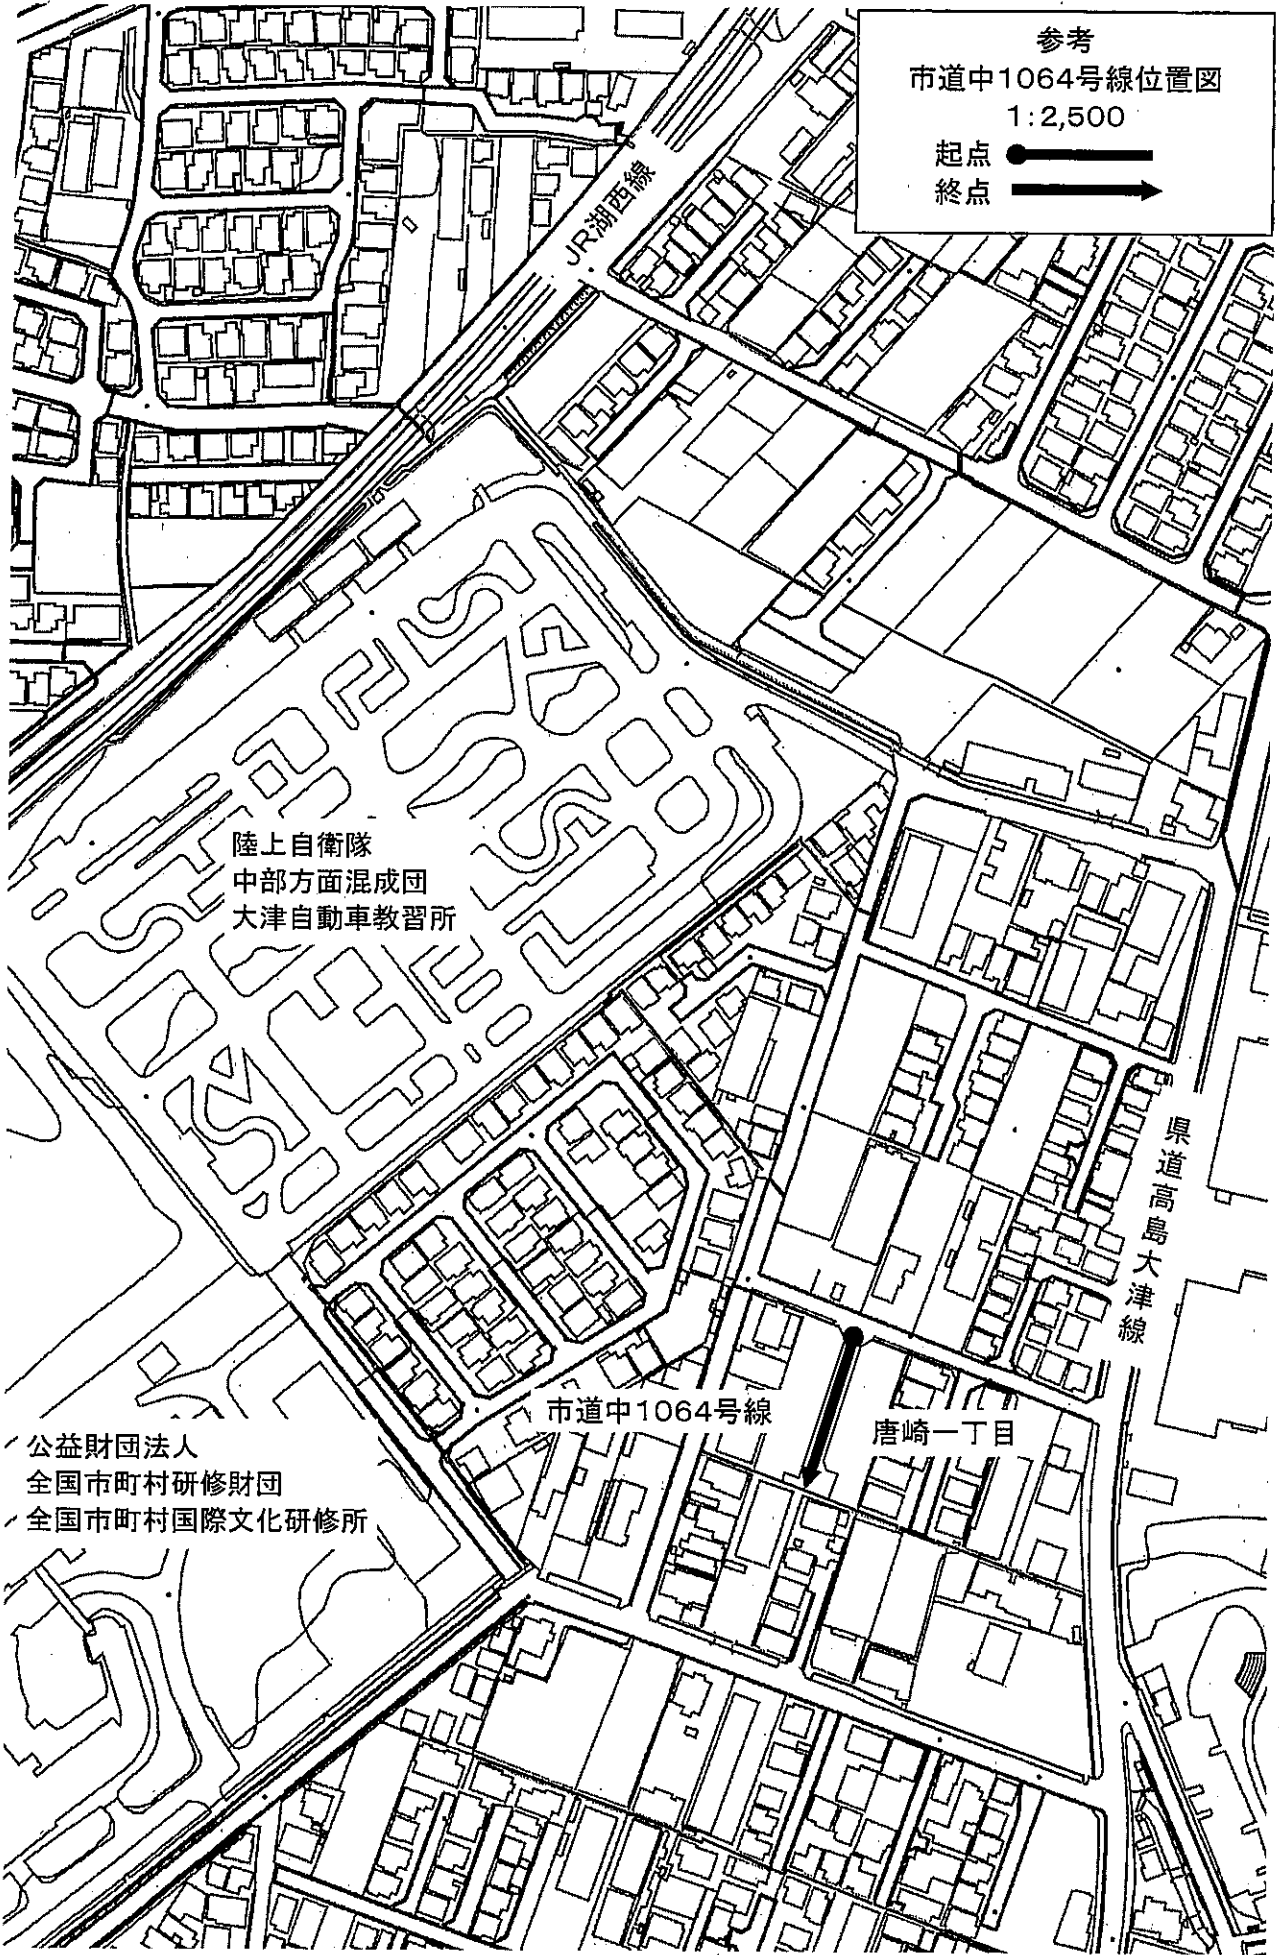 参考
市道中1064号線位置図
1:2,500
起点
終点
JR湖西線
陸上自衛隊
中部方面混成団
大津自動車教習所
県道高島大津線
市道中1064号線
唐崎一丁目
公益財団法人
全国市町村研修財団
全国市町村国際文化研修所